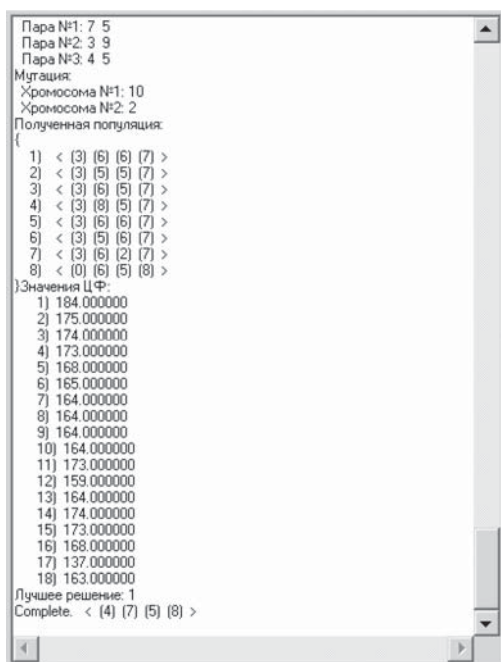 Пара №1: 7 5
Пара №2: 3 9
Пара №3: 4 5
Мутация:
Хромосома №1: 10
Хромосома №2: 2
Полученная популяция:
{
1) < (3) (6) (6) (7) >
2) < (3) (5) (5) (7) >
3) < (3) (6) (5) (7) >
4) < (3) (8) (5) (7) >
5) < (3) (6) (6) (7) >
6) < (3) (5) (6) (7) >
7) < (3) (6) (2) (7) >
8) < (0) (6) (5) (8) >
}Значения ЦФ:
1) 184.000000
2) 175.000000
3) 174.000000
4) 173.000000
5) 168.000000
6) 165.000000
7) 164.000000
8) 164.000000
9) 164.000000
10) 164.000000
11) 173.000000
12) 159.000000
13) 164.000000
14) 174.000000
15) 173.000000
16) 168.000000
17) 137.000000
18) 163.000000
Лучшее решение: 1
Complete. < (4) (7) (5) (8) >